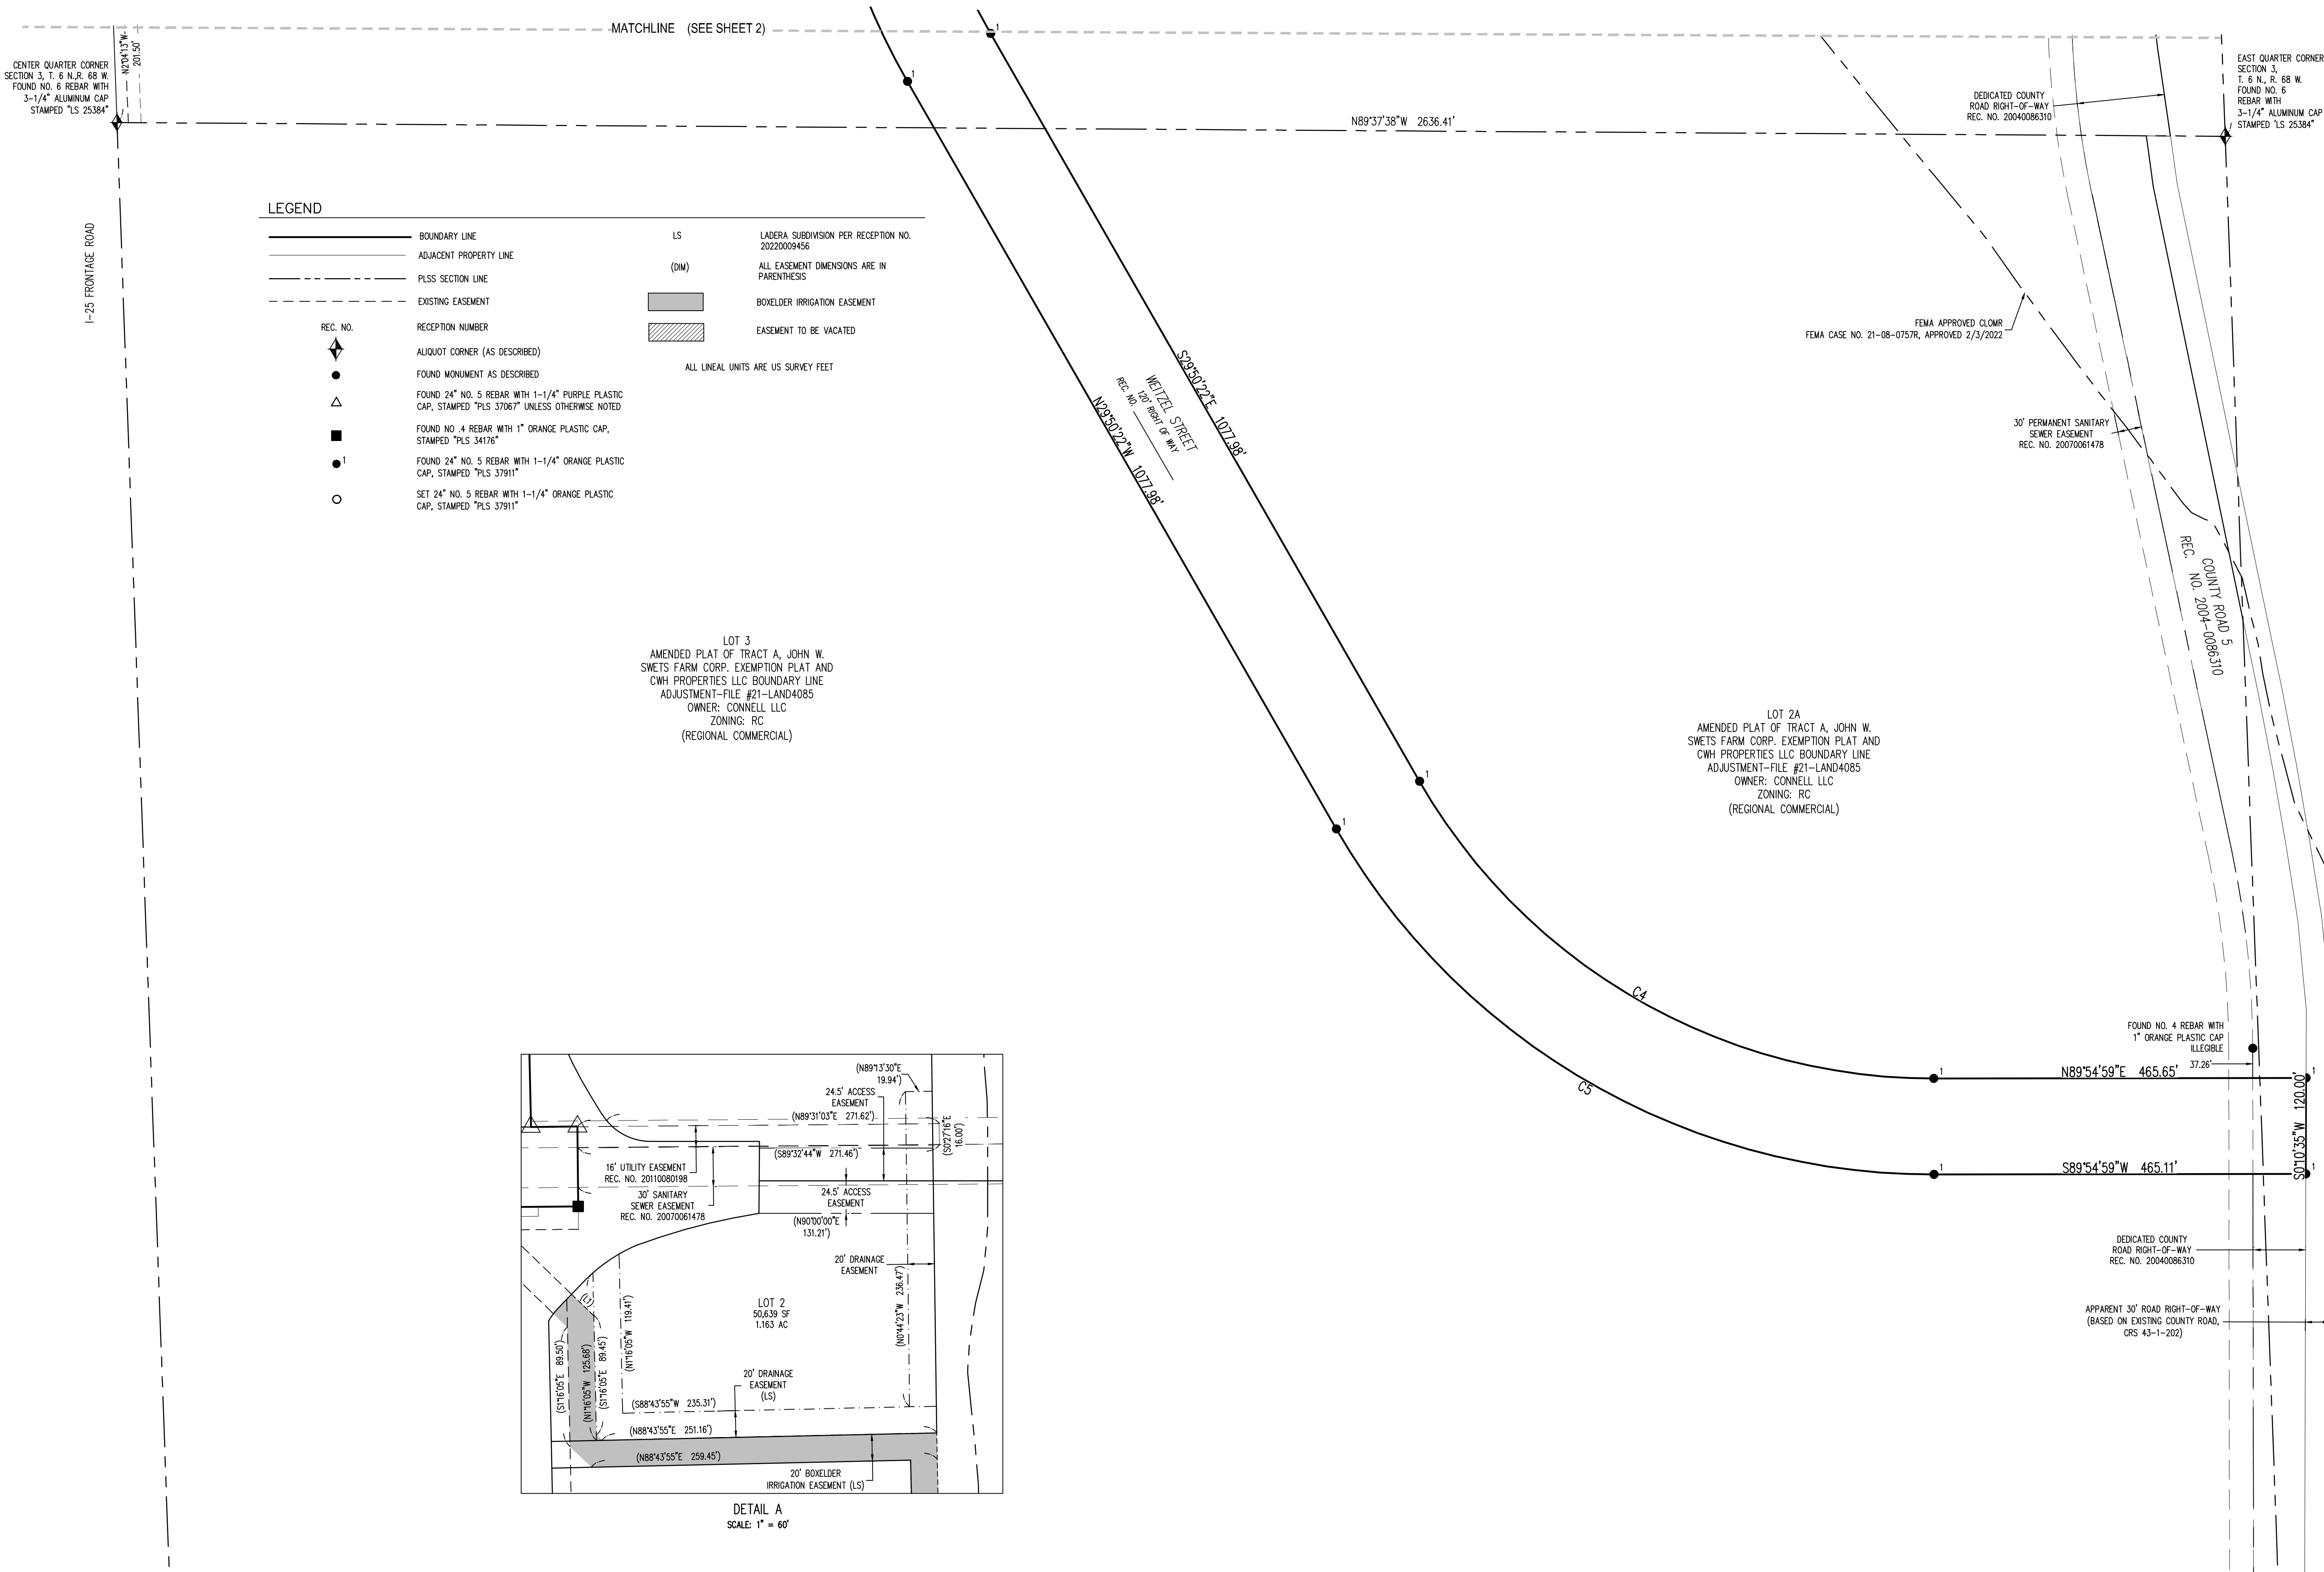 MATCHLINE (SEE SHEET 2)
CENTER QUARTER CORNER
SECTION 3, T. 6 N.,R. 68 W.
FOUND NO. 6 REBAR WITH
3-1/4" ALUMINUM CAP
STAMPED "LS 25384"
N2°04'13"W
201.50'
EAST QUARTER CORNER
SECTION 3,
T. 6 N., R. 68 W.
FOUND NO. 6
REBAR WITH
3-1/4" ALUMINUM CAP
STAMPED "LS 25384"
DEDICATED COUNTY
ROAD RIGHT-OF-WAY
REC. NO. 20040086310
N89°37'38"W 2636.41'
I-25 FRONTAGE ROAD
LEGEND
BOUNDARY LINE
ADJACENT PROPERTY LINE
PLSS SECTION LINE
EXISTING EASEMENT
REC. NO.
RECEPTION NUMBER
ALIQUOT CORNER (AS DESCRIBED)
FOUND MONUMENT AS DESCRIBED
FOUND 24" NO. 5 REBAR WITH 1-1/4" PURPLE PLASTIC
CAP, STAMPED "PLS 37067" UNLESS OTHERWISE NOTED
FOUND NO .4 REBAR WITH 1" ORANGE PLASTIC CAP,
STAMPED "PLS 34176"
1
FOUND 24" NO. 5 REBAR WITH 1-1/4" ORANGE PLASTIC
CAP, STAMPED "PLS 37911"
SET 24" NO. 5 REBAR WITH 1-1/4" ORANGE PLASTIC
CAP, STAMPED "PLS 37911"
LS
LADERA SUBDIVISION PER RECEPTION NO.
20220009456
(DIM)
ALL EASEMENT DIMENSIONS ARE IN
PARENTHESIS
BOXELDER IRRIGATION EASEMENT
EASEMENT TO BE VACATED
ALL LINEAL UNITS ARE US SURVEY FEET
1
1
S29°50'22"E 1077.98'
WEITZEL STREET
120' RIGHT OF WAY
REC. NO.
N29°50'22"W 1077.98'
FEMA APPROVED CLOMR
FEMA CASE NO. 21-08-0757R, APPROVED 2/3/2022
30' PERMANENT SANITARY
SEWER EASEMENT
REC. NO. 20070061478
COUNTY ROAD 5
REC. NO. 2004-0086310
LOT 3
AMENDED PLAT OF TRACT A, JOHN W.
SWETS FARM CORP. EXEMPTION PLAT AND
CWH PROPERTIES LLC BOUNDARY LINE
ADJUSTMENT-FILE #21-LAND4085
OWNER: CONNELL LLC
ZONING: RC
(REGIONAL COMMERCIAL)
LOT 2A
AMENDED PLAT OF TRACT A, JOHN W.
SWETS FARM CORP. EXEMPTION PLAT AND
CWH PROPERTIES LLC BOUNDARY LINE
ADJUSTMENT-FILE #21-LAND4085
OWNER: CONNELL LLC
ZONING: RC
(REGIONAL COMMERCIAL)
1
1
C4
C5
FOUND NO. 4 REBAR WITH
1" ORANGE PLASTIC CAP
ILLEGIBLE
37.26'
1
N89°54'59"E 465.65'
1
S0°10'35"W 120.00'
1
S89°54'59"W 465.11'
1
DEDICATED COUNTY
ROAD RIGHT-OF-WAY
REC. NO. 20040086310
APPARENT 30' ROAD RIGHT-OF-WAY
(BASED ON EXISTING COUNTY ROAD,
CRS 43-1-202)
(N89°13'30"E
19.94')
24.5' ACCESS
EASEMENT
(N89°31'03"E 271.62')
(S0°27'16"E
16.00')
(S89°32'44"W 271.46')
16' UTILITY EASEMENT
REC. NO. 20110080198
30' SANITARY
SEWER EASEMENT
REC. NO. 20070061478
24.5' ACCESS
EASEMENT
(N90°00'00"E
131.21')
20' DRAINAGE
EASEMENT
(N0°44'23"W 236.47')
(L1)
LOT 2
50,639 SF
1.163 AC
(S1°16'05"E 89.50')
(N1°16'05"W 125.68')
(S1°16'05"E 89.45')
(N1°16'05"W 119.41')
20' DRAINAGE
EASEMENT
(LS)
(S88°43'55"W 235.31')
(N88°43'55"E 251.16')
(N88°43'55"E 259.45')
20' BOXELDER
IRRIGATION EASEMENT (LS)
DETAIL A
SCALE: 1" = 60'